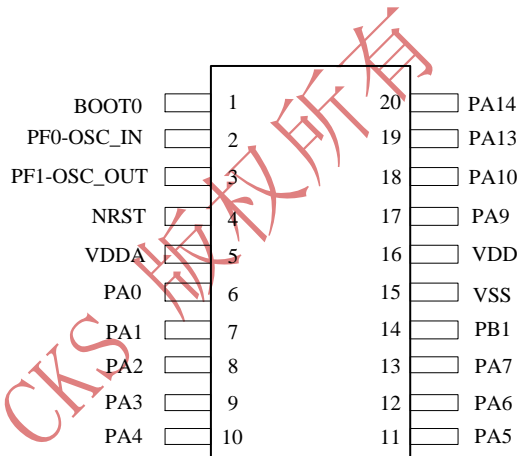 BOOT0 1 20 PA14
PF0-OSC_IN 2 19 PA13
PF1-OSC_OUT 3 18 PA10
NRST 4 17 PA9
VDDA 5 16 VDD
PA0 6 15 VSS
PA1 7 14 PB1
PA2 8 13 PA7
PA3 9 12 PA6
PA4 10 11 PA5
CKS 版权所有